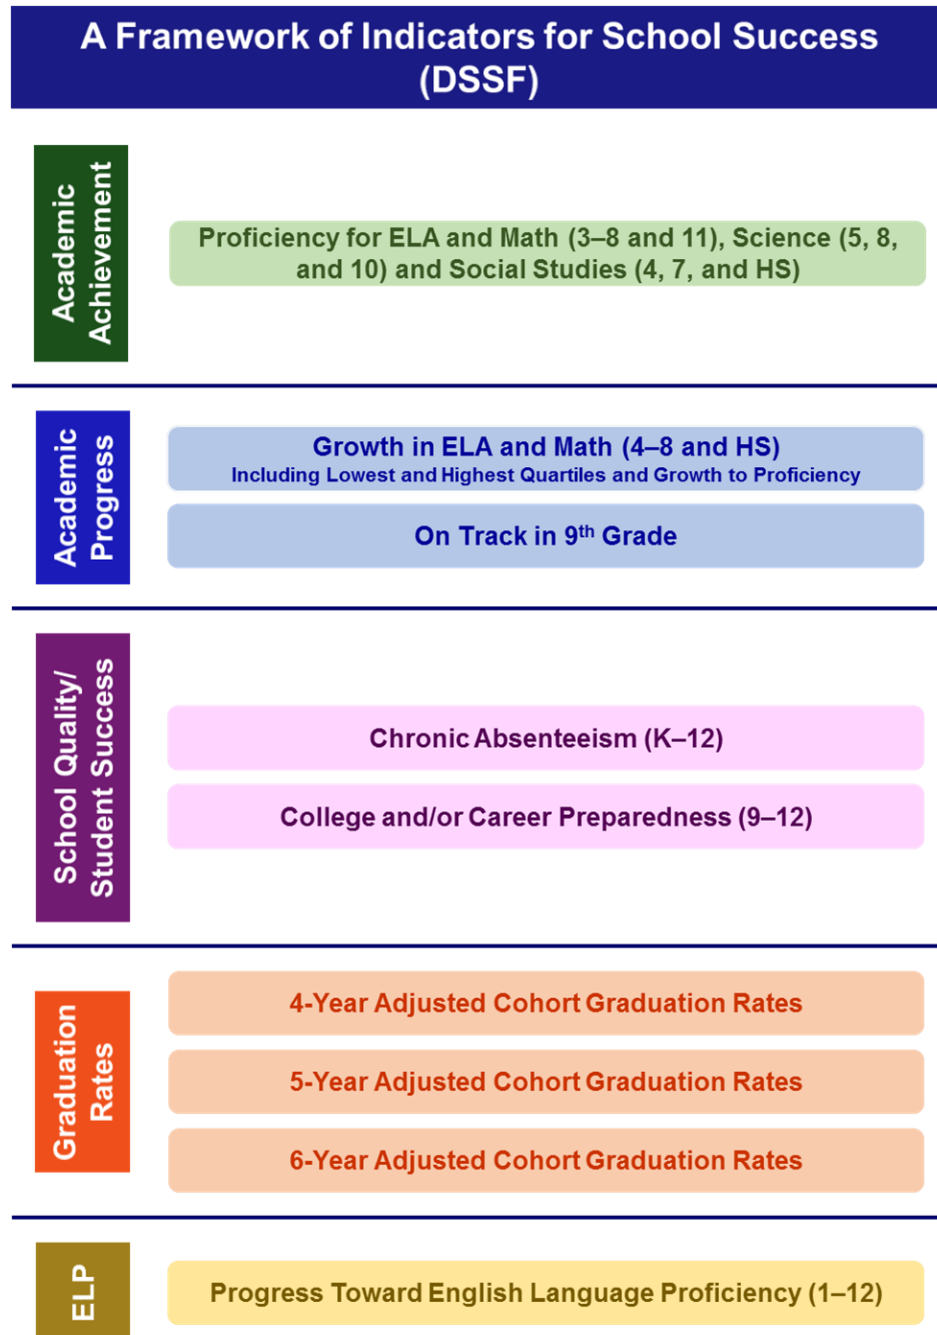 A Framework of Indicators for School Success
(DSSF)
Academic
Achievement
Proficiency for ELA and Math (3–8 and 11), Science (5, 8,
and 10) and Social Studies (4, 7, and HS)
Academic
Progress
Growth in ELA and Math (4–8 and HS)
Including Lowest and Highest Quartiles and Growth to Proficiency
On Track in 9th Grade
School Quality/
Student Success
Chronic Absenteeism (K–12)
College and/or Career Preparedness (9–12)
Graduation
Rates
4-Year Adjusted Cohort Graduation Rates
5-Year Adjusted Cohort Graduation Rates
6-Year Adjusted Cohort Graduation Rates
ELP
Progress Toward English Language Proficiency (1–12)